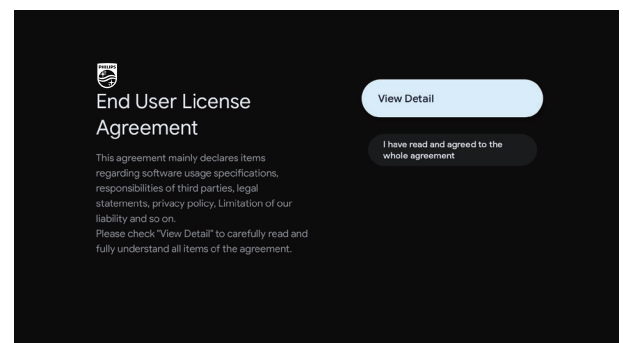 PHILIPS
End User License
Agreement
This agreement mainly declares items
regarding software usage specifications,
responsibilities of third parties, legal
statements, privacy policy, Limitation of our
liability and so on.
Please check "View Detail" to carefully read and
fully understand all items of the agreement.
View Detail
I have read and agreed to the
whole agreement